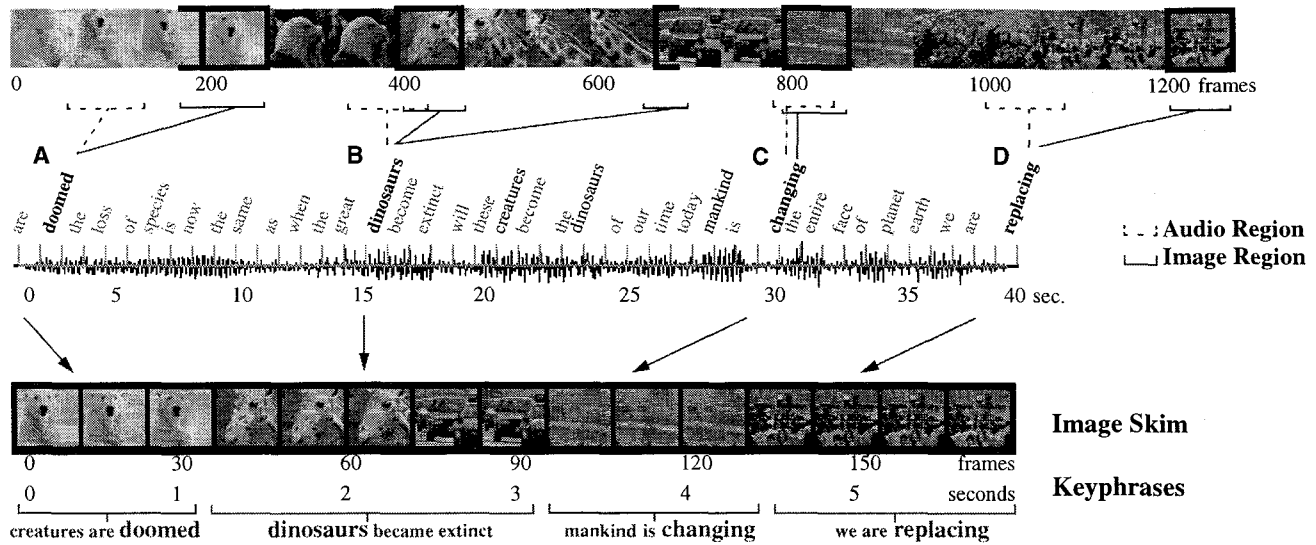 0 200 400 600 800 1000 1200 frames
A B C D
are doomed the loss of species is now the same as when the great dinosaurs become extinct will these creatures become the dinosaurs of our time today mankind is changing the entire face of planet earth we are replacing
Audio Region
Image Region
0 5 10 15 20 25 30 35 40 sec.
Image Skim
0 30 60 90 120 150 frames
Keyphrases
0 1 2 3 4 5 seconds
creatures are doomed dinosaurs became extinct mankind is changing we are replacing